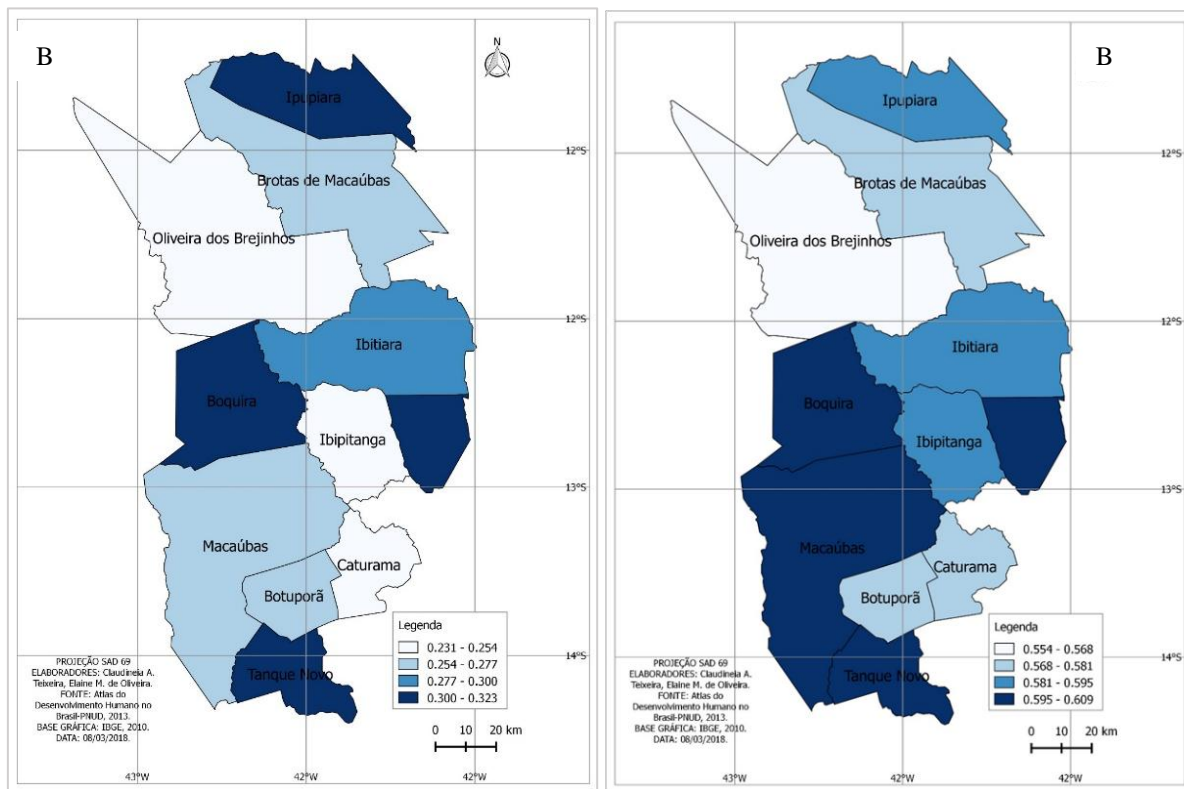 B
N
Ipupiara
12°S
Brotas de Macaúbas
Oliveira dos Brejinhos
12°S
Ibitiara
Boquira
Ibipitanga
13°S
Macaúbas
Caturama
Botuporã
Legenda
0.231 - 0.254
0.254 - 0.277
0.277 - 0.300
0.300 - 0.323
14°S
Tanque Novo
PROJEÇÃO SAD 69
ELABORADORES: Claudineia A.
Teixeira, Elaine M. de Oliveira.
FONTE: Atlas do
Desenvolvimento Humano no
Brasil-PNUD, 2013.
BASE GRÁFICA: IBGE, 2010.
DATA: 08/03/2018.
0 10 20 km
43°W
42°W
42°W
B
Ipupiara
12°S
Brotas de Macaúbas
Oliveira dos Brejinhos
12°S
Ibitiara
Boquira
Ibipitanga
13°S
Macaúbas
Caturama
Botuporã
Legenda
0.554 - 0.568
0.568 - 0.581
0.581 - 0.595
0.595 - 0.609
14°S
Tanque Novo
PROJEÇÃO SAD 69
ELABORADORES: Claudineia A.
Teixeira, Elaine M. de Oliveira.
FONTE: Atlas do
Desenvolvimento Humano no
Brasil-PNUD, 2013.
BASE GRÁFICA: IBGE, 2010.
DATA: 08/03/2018.
0 10 20 km
43°W
42°W
42°W